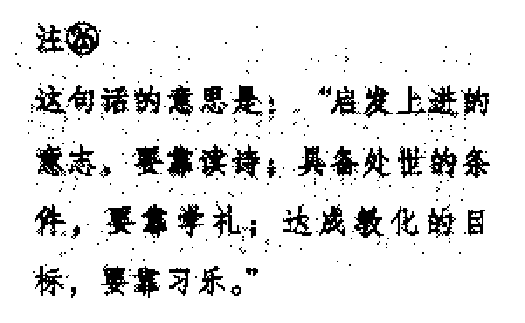 注㉖
这句话的意思是：“启发上进的
意志，要靠读诗；具备处世的条
件，要靠学礼；达成教化的目
标，要靠习乐。”